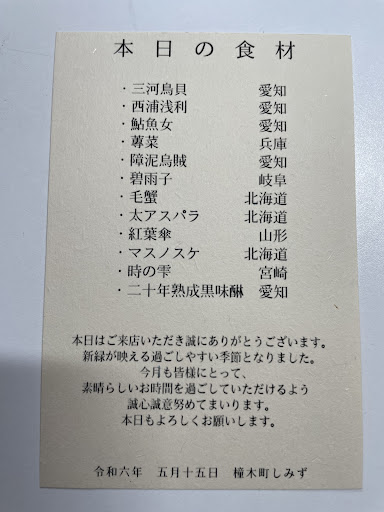 本日の食材
・三河鳥貝 愛知
・西浦浅利 愛知
・鮎魚女 愛知
・蓴菜 兵庫
・障泥烏賊 愛知
・碧雨子 岐阜
・毛蟹 北海道
・太アスパラ 北海道
・紅葉傘 山形
・マスノスケ 北海道
・時の雫 宮崎
・二十年熟成黒味醂 愛知
本日はご来店いただき誠にありがとうございます。
新緑が映える過ごしやすい季節となりました。
今月も皆様にとって、
素晴らしいお時間を過ごしていただけるよう
誠心誠意努めてまいります。
本日もよろしくお願いします。
令和六年 五月十五日 橦木町しみず